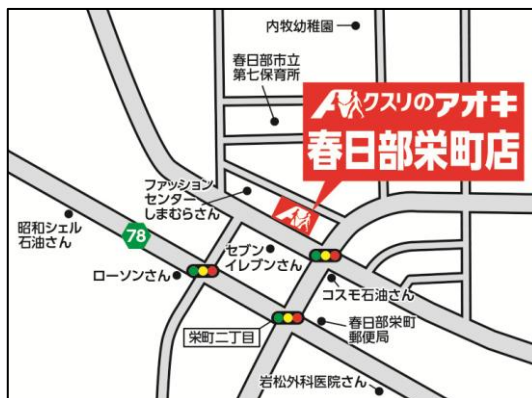 内牧幼稚園
春日部市立
第七保育所
クスリのアオキ
春日部栄町店
ファッション
センター
しまむらさん
昭和シェル
石油さん
78
セブン
イレブンさん
ローソンさん
コスモ石油さん
春日部栄町
郵便局
栄町二丁目
岩松外科医院さん